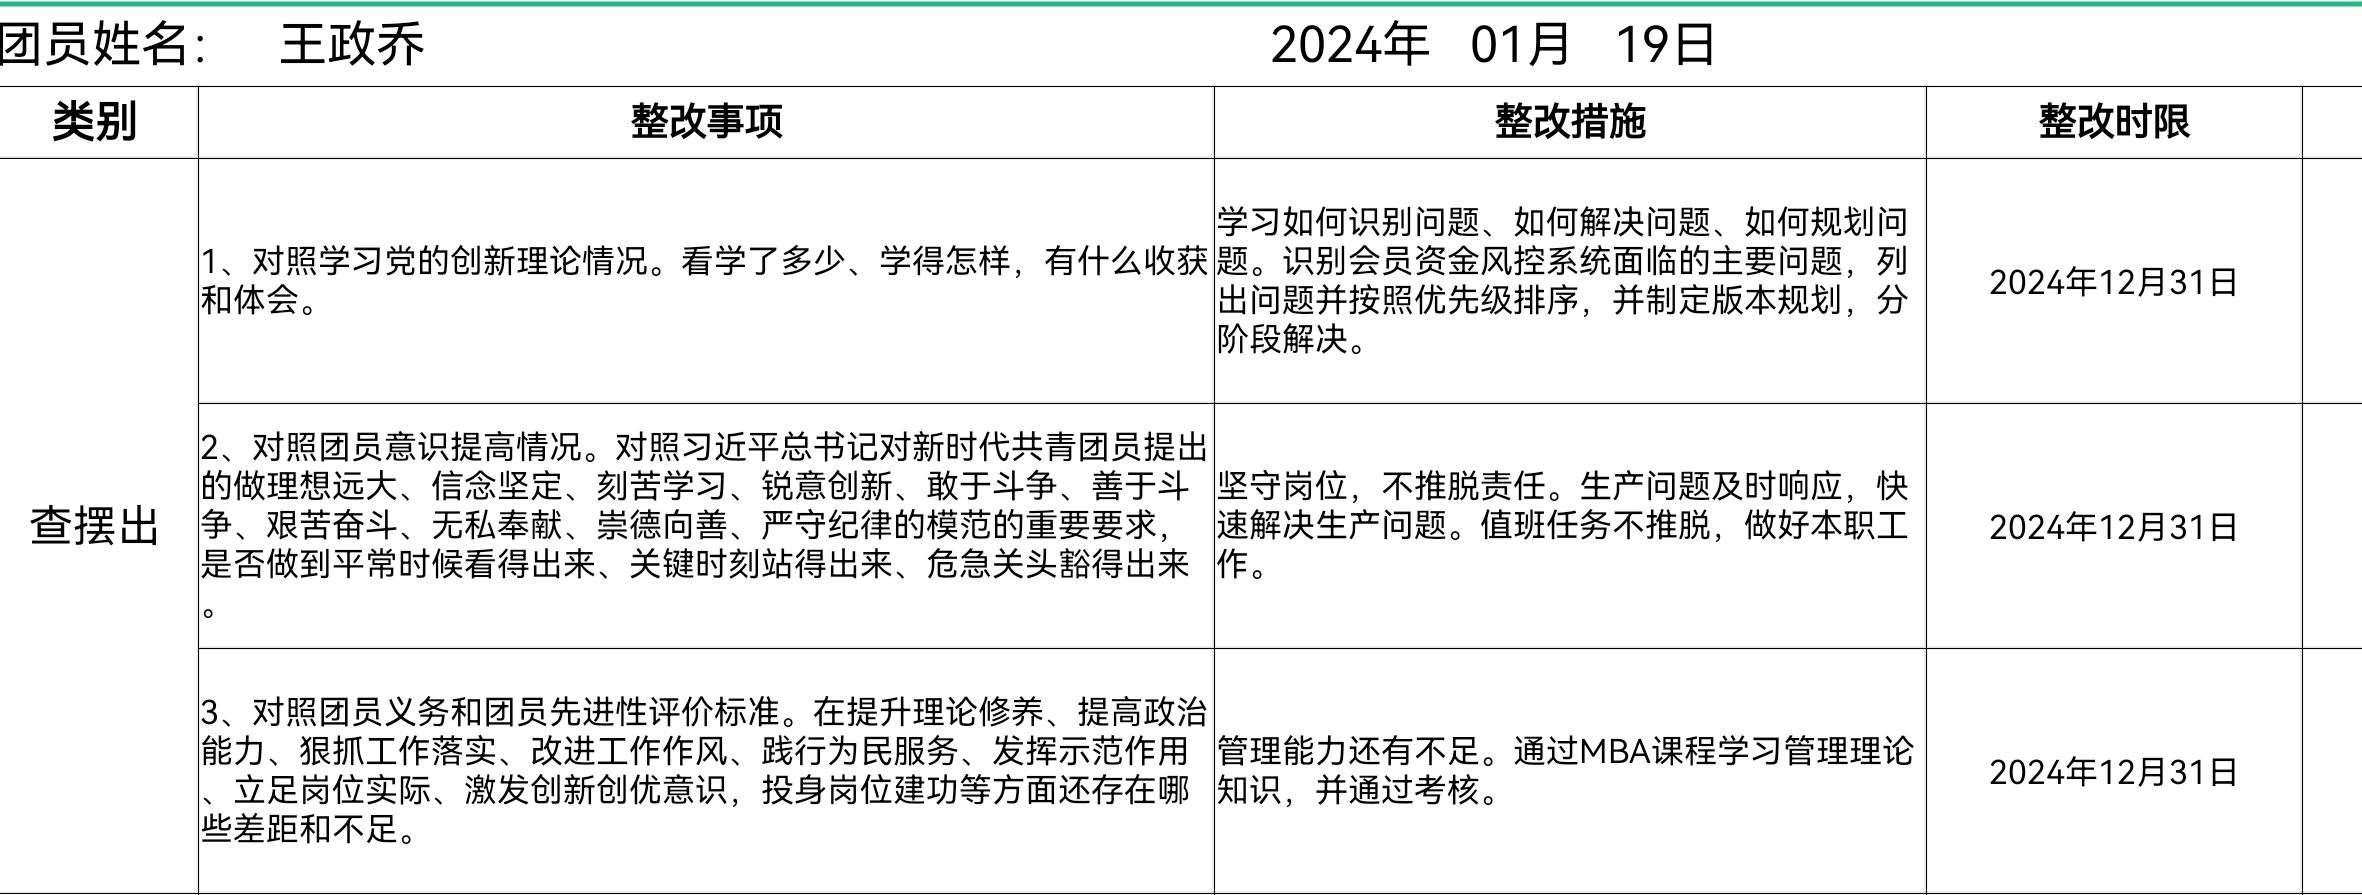 团员姓名： 王政乔 2024年 01月 19日
类别 整改事项 整改措施 整改时限
查摆出
1、对照学习党的创新理论情况。看学了多少、学得怎样，有什么收获
和体会。
学习如何识别问题、如何解决问题、如何规划问
题。识别会员资金风控系统面临的主要问题，列
出问题并按照优先级排序，并制定版本规划，分
阶段解决。
2024年12月31日
2、对照团员意识提高情况。对照习近平总书记对新时代共青团员提出
的做理想远大、信念坚定、刻苦学习、锐意创新、敢于斗争、善于斗
争、艰苦奋斗、无私奉献、崇德向善、严守纪律的模范的重要要求，
是否做到平常时候看得出来、关键时刻站得出来、危急关头豁得出来
。
坚守岗位，不推脱责任。生产问题及时响应，快
速解决生产问题。值班任务不推脱，做好本职工
作。
2024年12月31日
3、对照团员义务和团员先进性评价标准。在提升理论修养、提高政治
能力、狠抓工作落实、改进工作作风、践行为民服务、发挥示范作用
、立足岗位实际、激发创新创优意识，投身岗位建功等方面还存在哪
些差距和不足。
管理能力还有不足。通过MBA课程学习管理理论
知识，并通过考核。
2024年12月31日